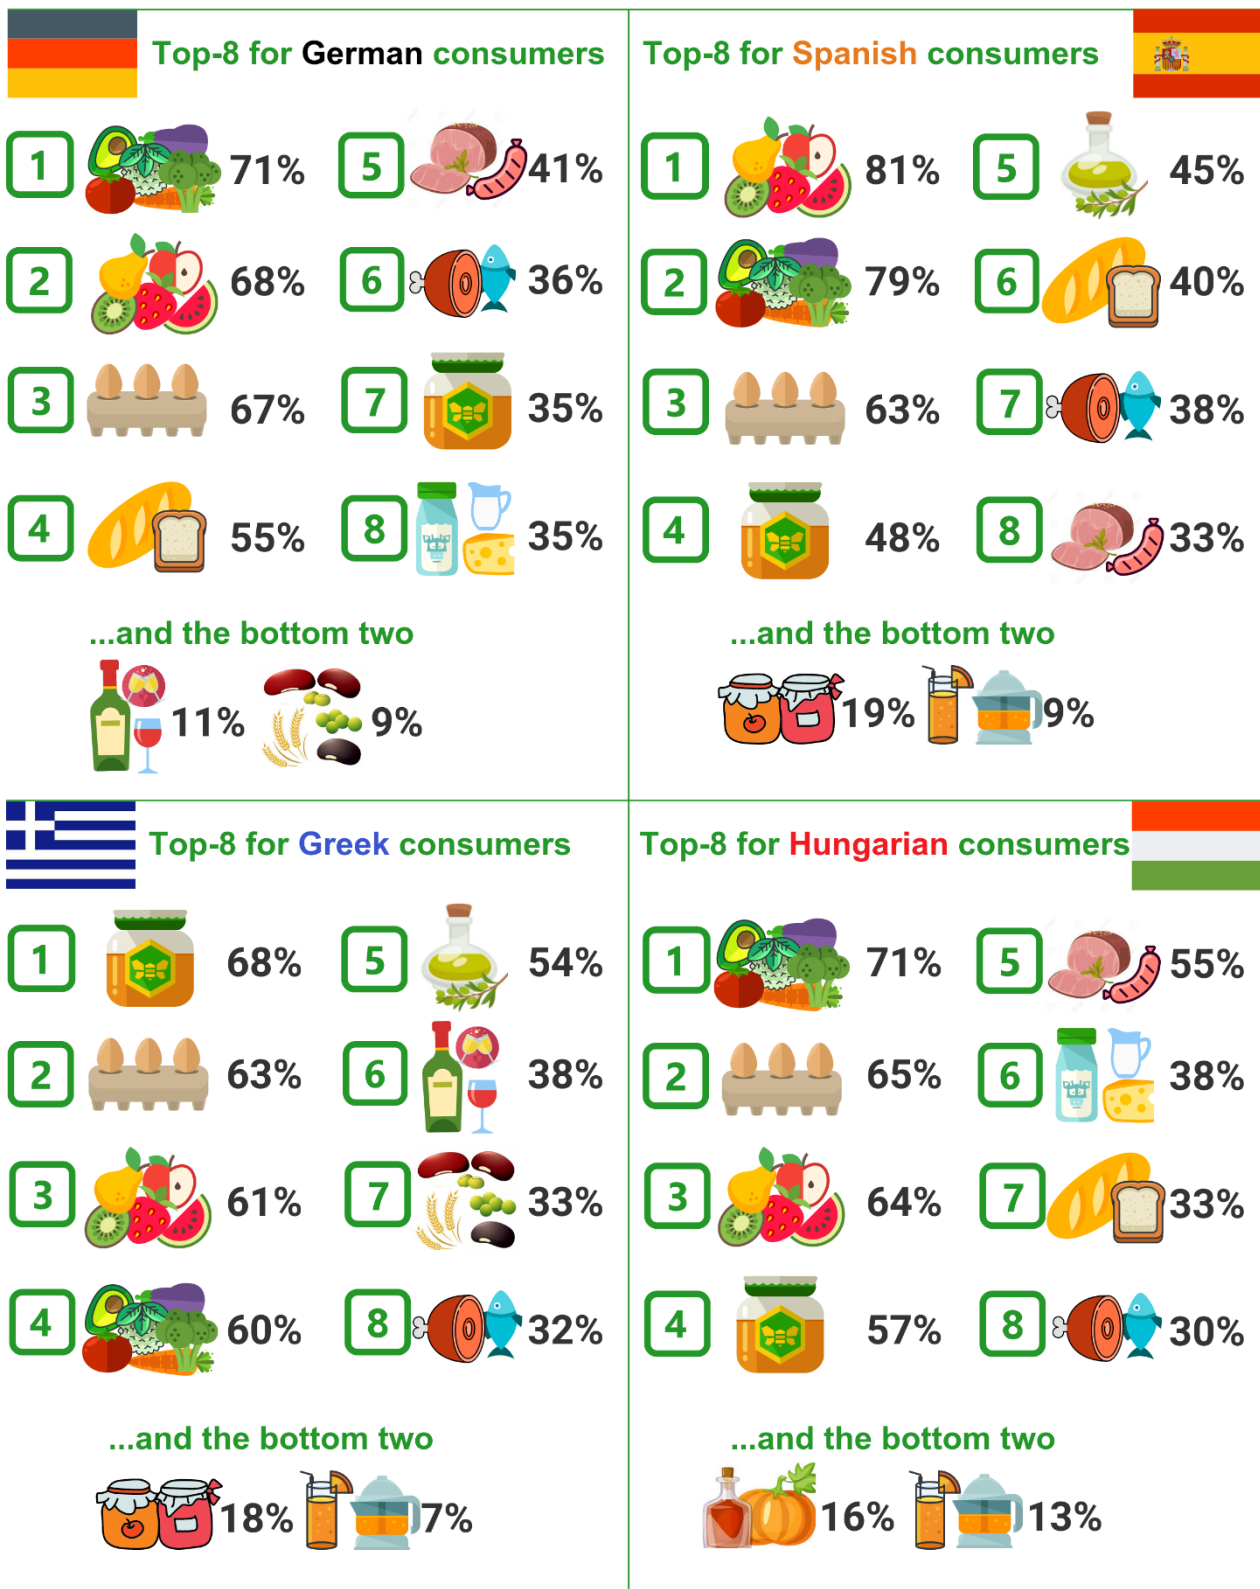 Top-8 for German consumers
1 71% 5 41%
2 68% 6 36%
3 67% 7 35%
4 55% 8 35%
...and the bottom two
11% 9%
Top-8 for Spanish consumers
1 81% 5 45%
2 79% 6 40%
3 63% 7 38%
4 48% 8 33%
...and the bottom two
19% 9%
Top-8 for Greek consumers
1 68% 5 54%
2 63% 6 38%
3 61% 7 33%
4 60% 8 32%
...and the bottom two
18% 7%
Top-8 for Hungarian consumers
1 71% 5 55%
2 65% 6 38%
3 64% 7 33%
4 57% 8 30%
...and the bottom two
16% 13%